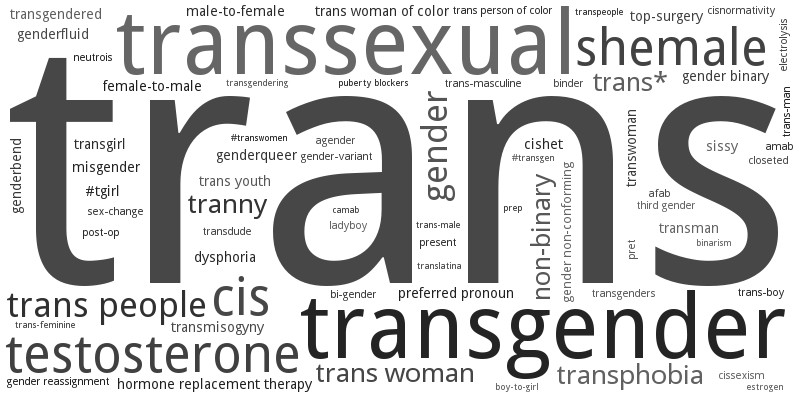 transgendered
male-to-female
trans woman of color
trans person of color
transpeople
top-surgery
cisnormativity
genderfluid
transsexual
shemale
electrolysis
neutrois
female-to-male
transgendering
puberty blockers
trans-masculine
binder
trans*
gender binary
trans
trans-man
genderbend
transgirl
#transwomen
agender
gender
cishet
transwoman
sissy
amab
misgender
genderqueer
gender-variant
#transgen
closeted
#tgirl
trans youth
non-binary
gender non-conforming
afab
third gender
sex-change
tranny
camab
prep
post-op
transdude
ladyboy
trans-male
transman
present
pret
binarism
dysphoria
translatina
trans people
cis
bi-gender
preferred pronoun
transgenders
trans-boy
trans-feminine
transmisogyny
transgender
testosterone
trans woman
transphobia
cissexism
gender reassignment
hormone replacement therapy
boy-to-girl
estrogen